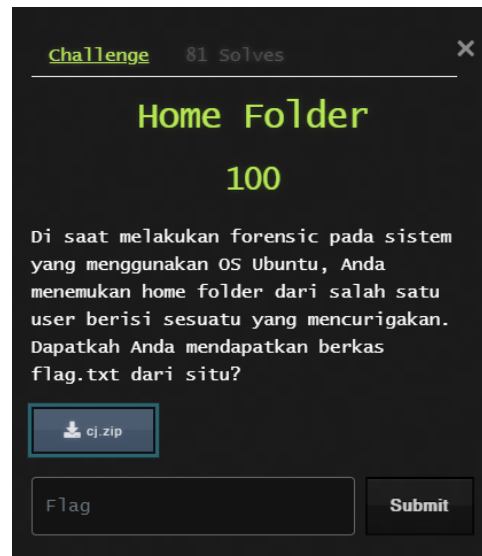 Challenge 81 Solves ×
Home Folder
100
Di saat melakukan forensic pada sistem
yang menggunakan OS Ubuntu, Anda
menemukan home folder dari salah satu
user berisi sesuatu yang mencurigakan.
Dapatkah Anda mendapatkan berkas
flag.txt dari situ?
cj.zip
Flag Submit